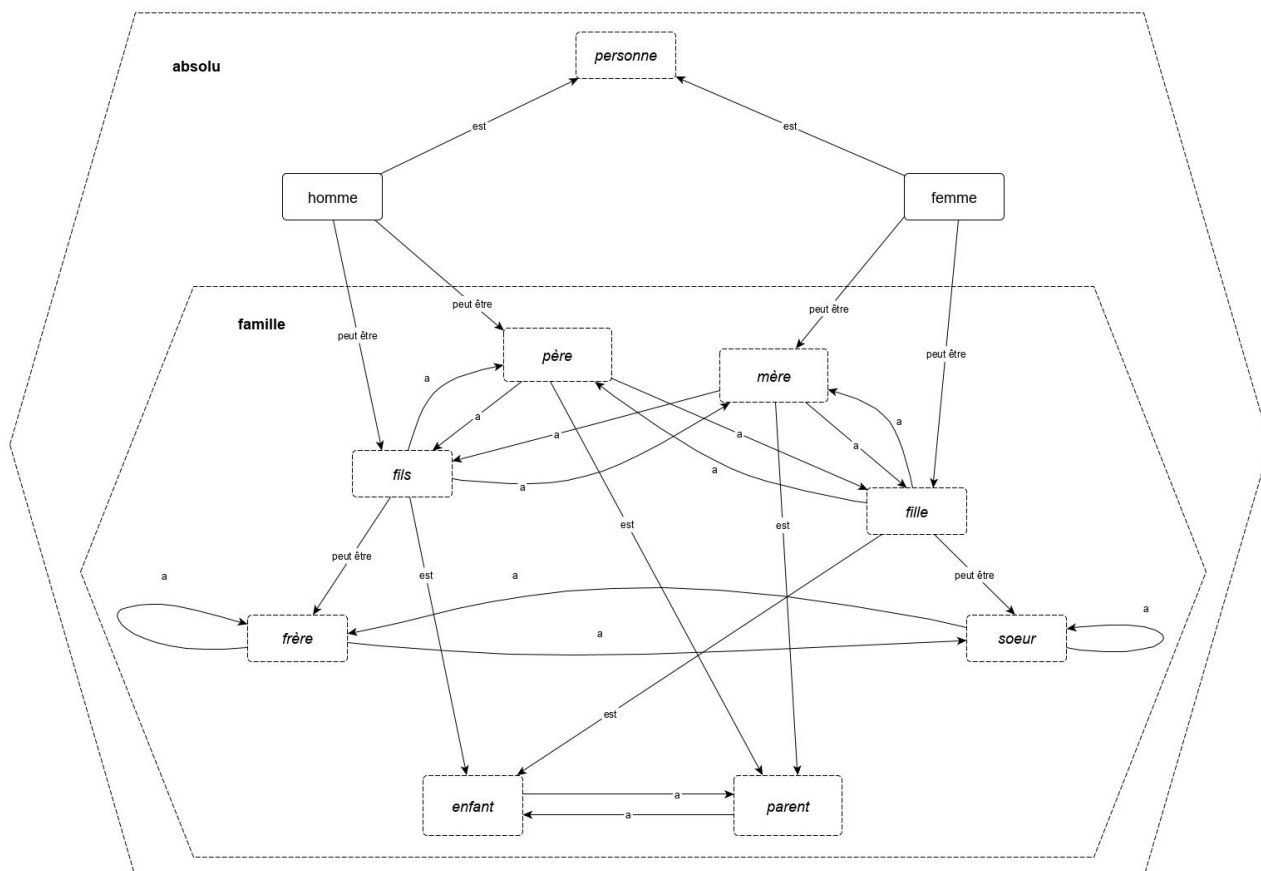 personne
absolu
est
est
homme
femme
peut être
peut être
famille
peut être
peut être
père
mère
a
a
a
a
a
fils
a
a
a
fille
est
est
peut être
est
peut être
a
a
a
a
frère
soeur
est
enfant
a
a
parent